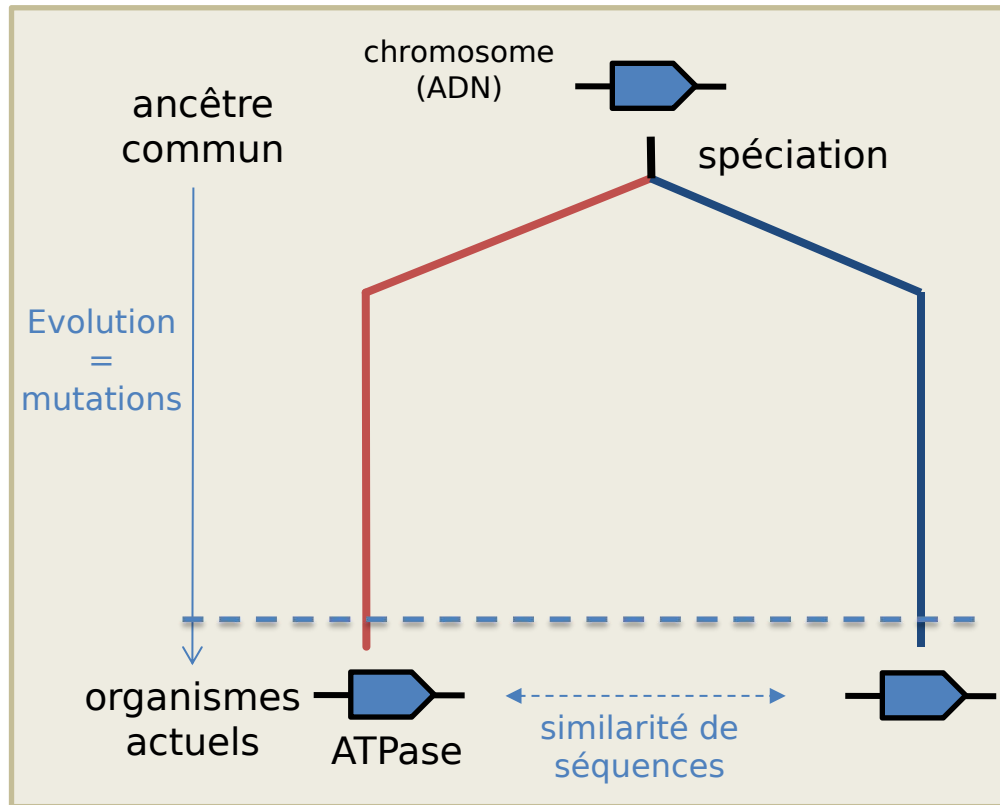 chromosome
(ADN)
ancêtre
commun
spéciation
Evolution
=
mutations
organismes
actuels
ATPase
similarité de
séquences